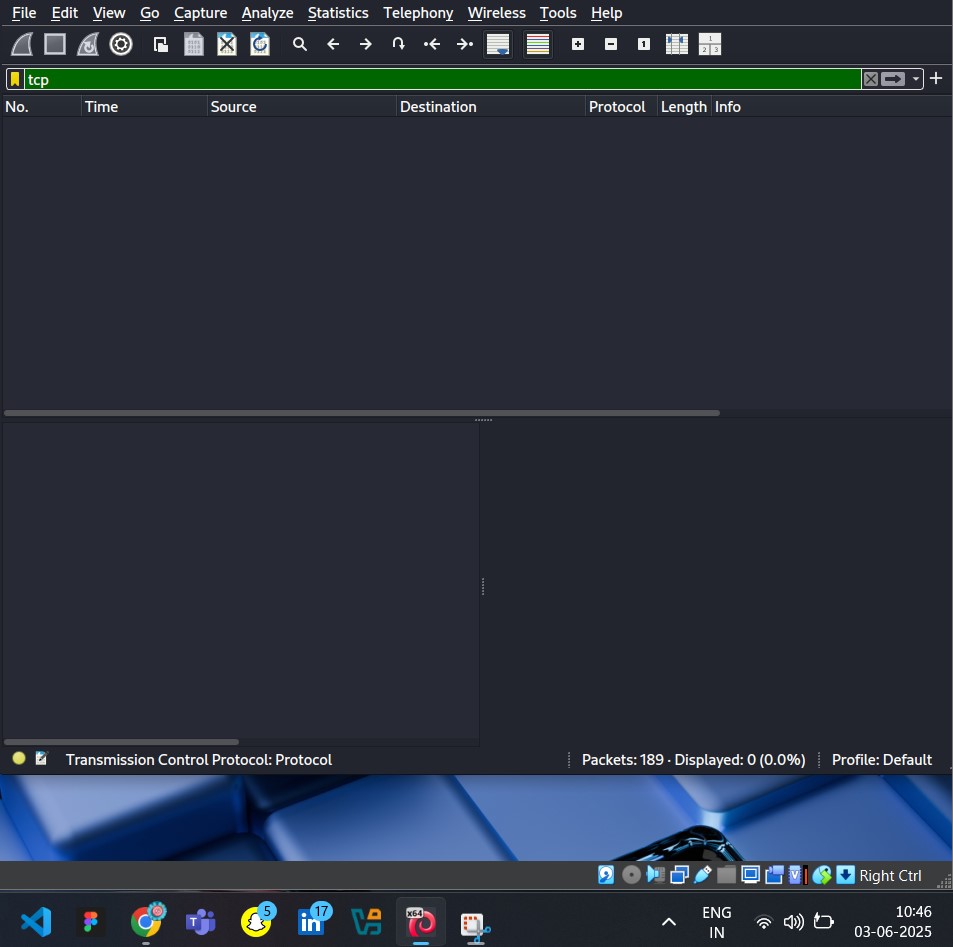 File Edit View Go Capture Analyze Statistics Telephony Wireless Tools Help
tcp
No. Time Source Destination Protocol Length Info
Transmission Control Protocol: Protocol Packets: 189 · Displayed: 0 (0.0%) Profile: Default
Right Ctrl
5 17 x64 ENG 10:46
IN 03-06-2025